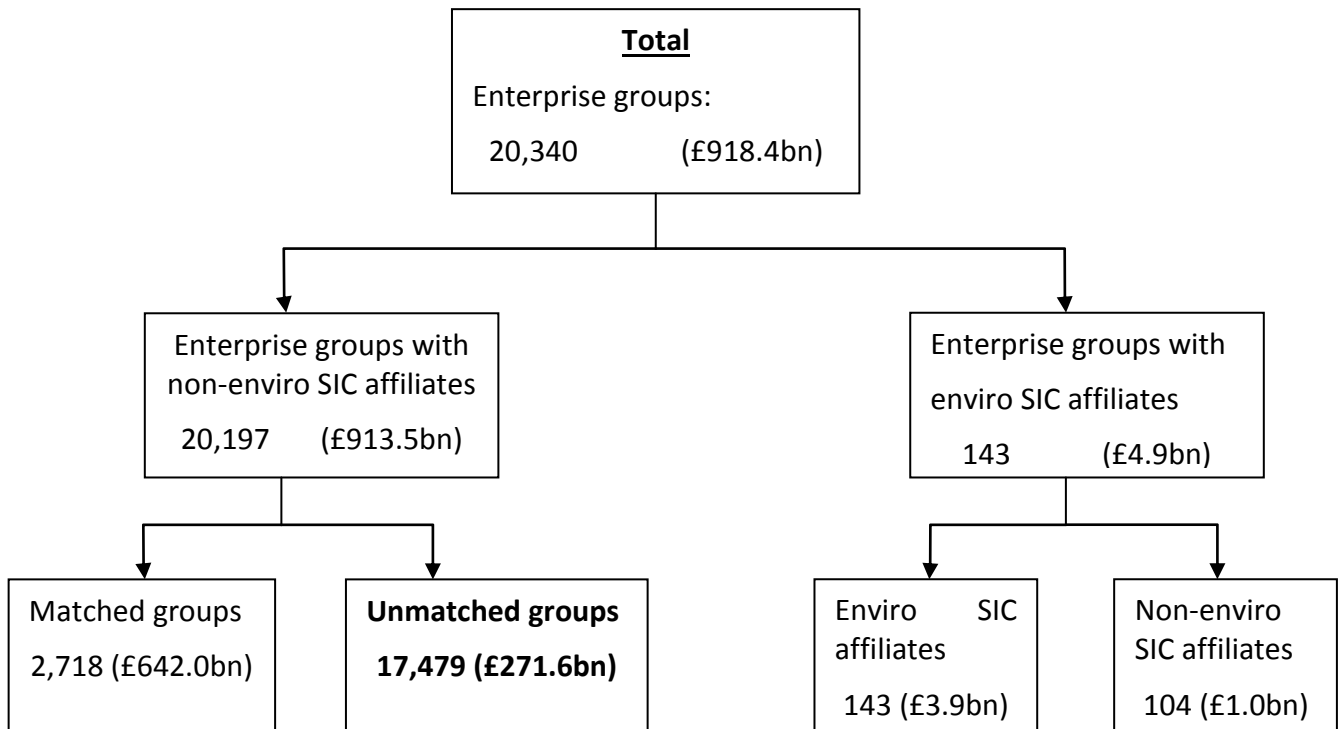 Total
Enterprise groups:
20,340 (£918.4bn)
Enterprise groups with
non-enviro SIC affiliates
20,197 (£913.5bn)
Enterprise groups with
enviro SIC affiliates
143 (£4.9bn)
Matched groups
2,718 (£642.0bn)
Unmatched groups
17,479 (£271.6bn)
Enviro SIC
affiliates
143 (£3.9bn)
Non-enviro
SIC affiliates
104 (£1.0bn)